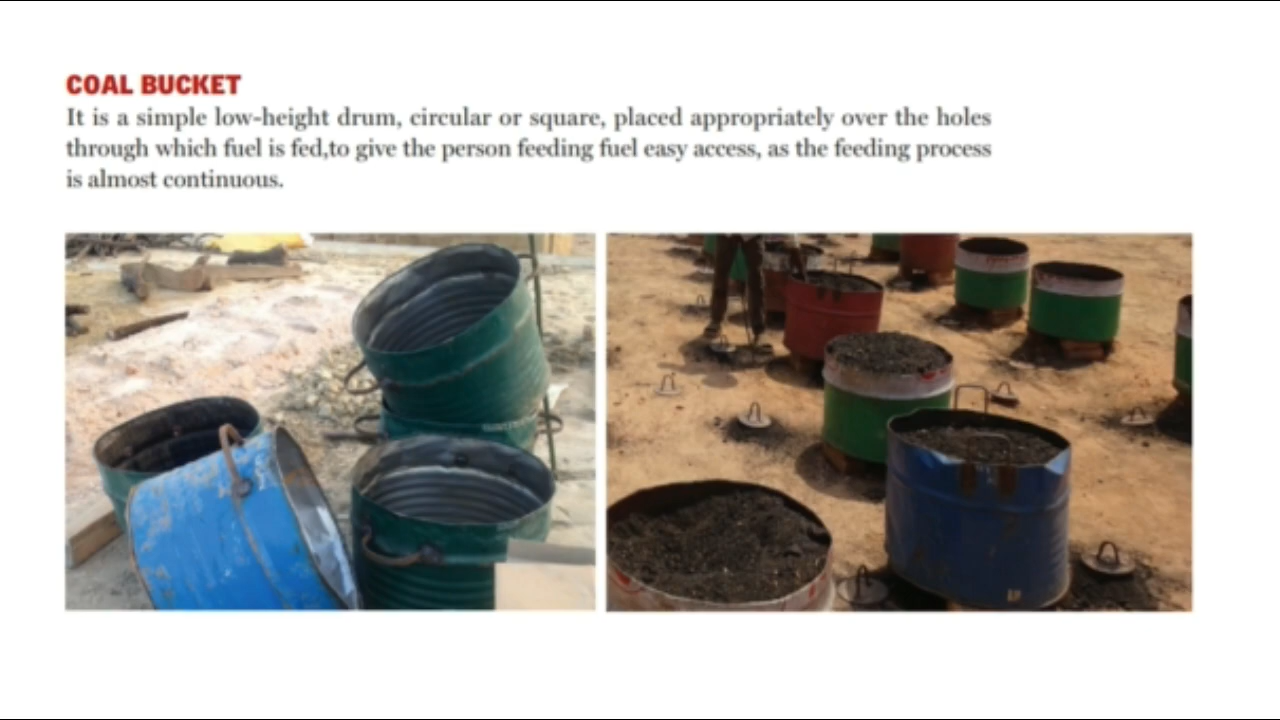 COAL BUCKET
It is a simple low-height drum, circular or square, placed appropriately over the holes
through which fuel is fed,to give the person feeding fuel easy access, as the feeding process
is almost continuous.